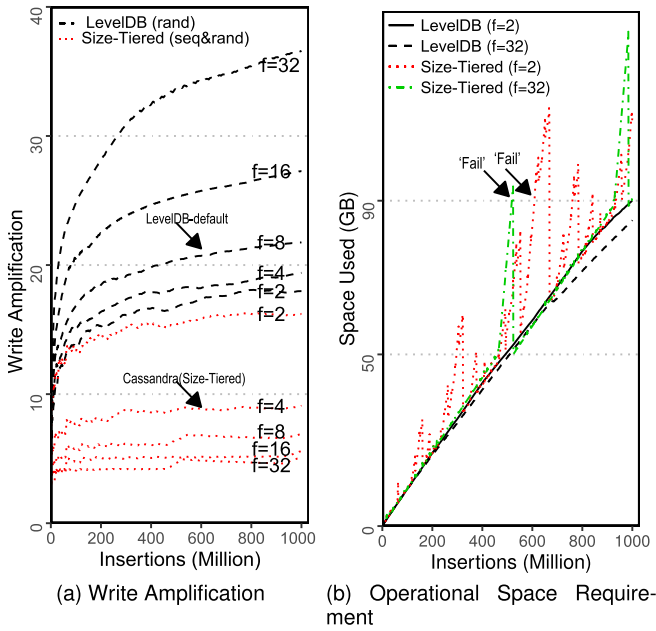 40
30
20
10
0
Write Amplification
LevelDB (rand)
Size-Tiered (seq&rand)
f=32
f=16
LevelDB-default
f=8
f=4
f=2
f=2
Cassandra(Size-Tiered)
f=4
f=8
f=16
f=32
0 200 400 600 800 1000
Insertions (Million)
(a) Write Amplification
90
50
0
Space Used (GB)
LevelDB (f=2)
LevelDB (f=32)
Size-Tiered (f=2)
Size-Tiered (f=32)
'Fail' 'Fail'
0 200 400 600 800 1000
Insertions (Million)
(b) Operational Space Require-
ment